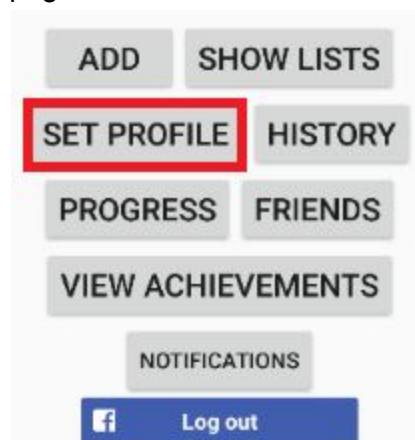 ADD SHOW LISTS
SET PROFILE HISTORY
PROGRESS FRIENDS
VIEW ACHIEVEMENTS
NOTIFICATIONS
Log out